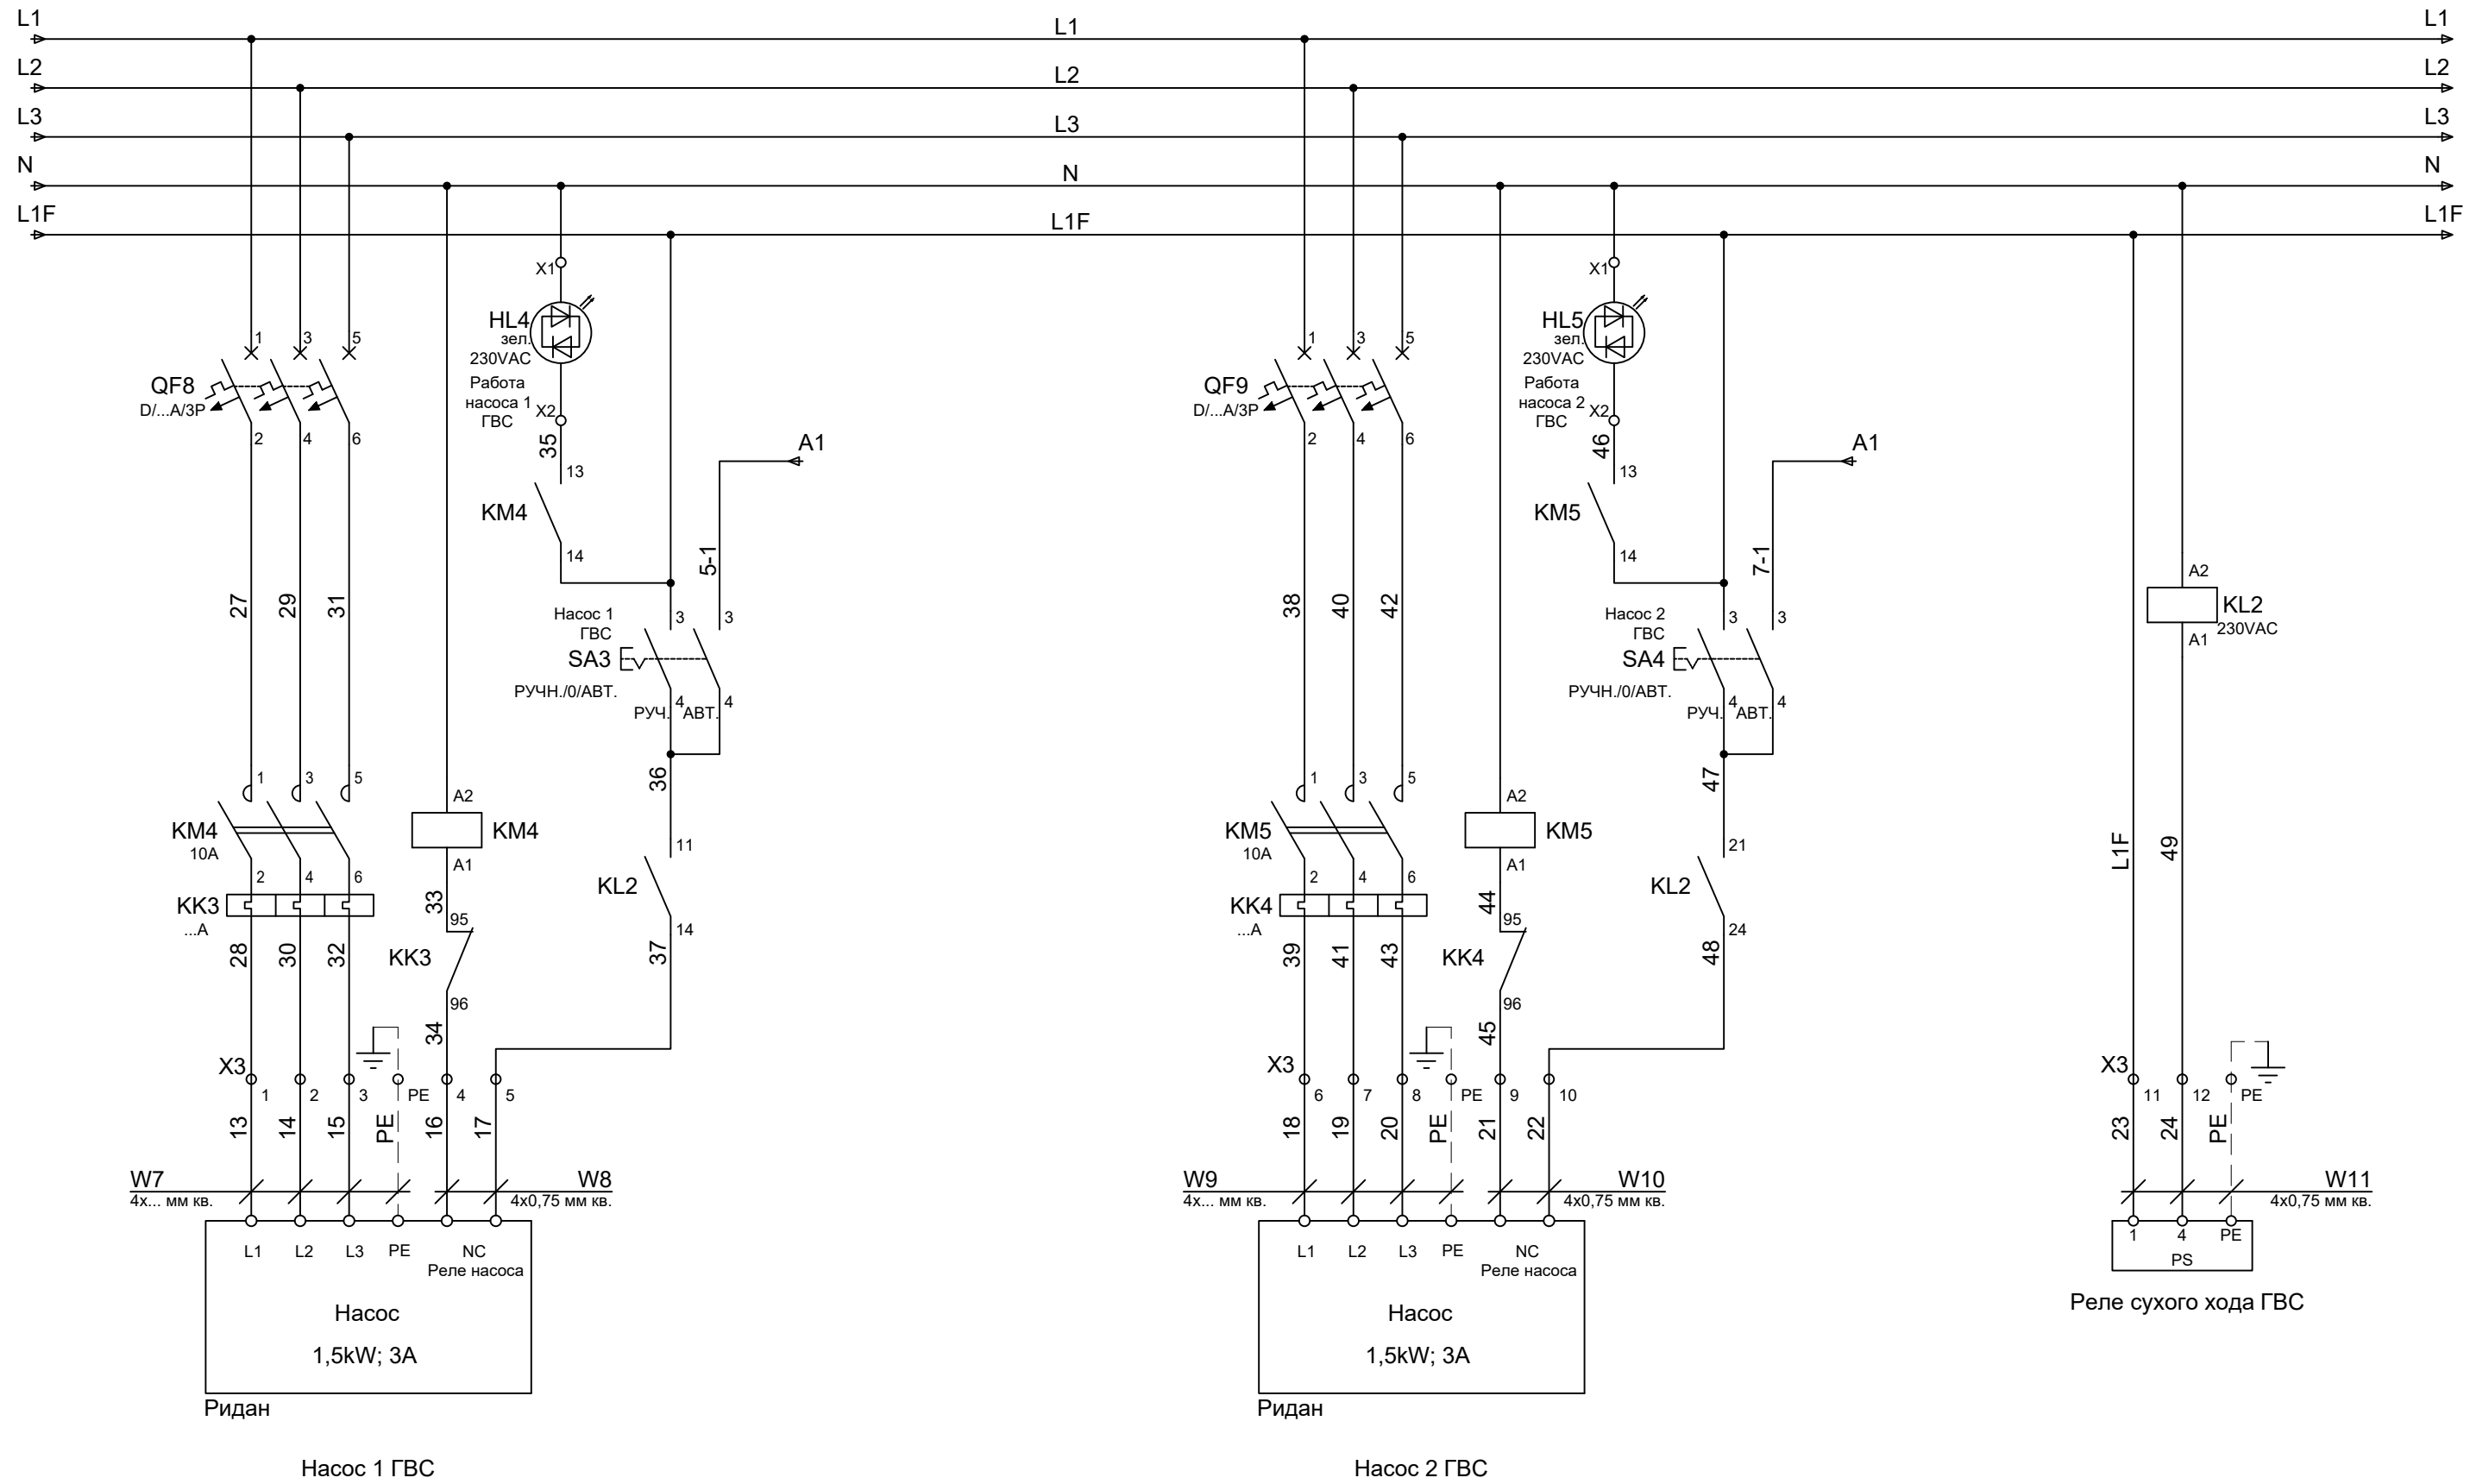 L1
L1
L1
L2
L2
L2
L3
L3
L3
N
N
N
L1F
L1F
L1F
1
3
5
QF8
D/...A/3P
2
4
6
27
29
31
1
3
5
KM4
10A
2
4
6
KK3
...A
28
30
32
X3
1
2
3
PE
4
5
13
14
15
PE
16
17
W7
4x... мм кв.
W8
4x0,75 мм кв.
L1
L2
L3
PE
NC
Реле насоса
Насос
1,5kW; 3A
Ридан
Насос 1 ГВС
A2
KM4
A1
33
95
KK3
96
34
X1
HL4
зел.
230VAC
Работа
насоса 1
ГВС
X2
35
13
KM4
14
A1
5-1
Насос 1
ГВС
SA3
РУЧН./0/АВТ.
3
3
4
4
РУЧ.
АВТ.
36
11
KL2
14
37
1
3
5
QF9
D/...A/3P
2
4
6
38
40
42
1
3
5
KM5
10A
2
4
6
KK4
...A
39
41
43
X3
6
7
8
PE
9
10
18
19
20
PE
21
22
W9
4x... мм кв.
W10
4x0,75 мм кв.
L1
L2
L3
PE
NC
Реле насоса
Насос
1,5kW; 3A
Ридан
Насос 2 ГВС
A2
KM5
A1
44
95
KK4
96
45
X1
HL5
зел.
230VAC
Работа
насоса 2
ГВС
X2
46
13
KM5
14
A1
7-1
Насос 2
ГВС
SA4
РУЧН./0/АВТ.
3
3
4
4
РУЧ.
АВТ.
47
21
KL2
24
48
A2
KL2
230VAC
A1
L1F
49
X3
11
12
PE
23
24
PE
W11
4x0,75 мм кв.
1
4
PE
PS
Реле сухого хода ГВС